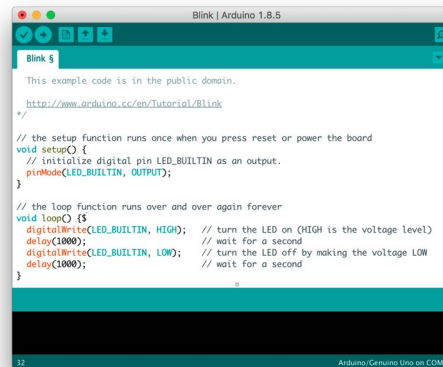 Blink | Arduino 1.8.5
Blink §
This example code is in the public domain.
http://www.arduino.cc/en/Tutorial/Blink
*/
// the setup function runs once when you press reset or power the board
void setup() {
// initialize digital pin LED_BUILTIN as an output.
pinMode(LED_BUILTIN, OUTPUT);
}
// the loop function runs over and over again forever
void loop() {$
digitalWrite(LED_BUILTIN, HIGH); // turn the LED on (HIGH is the voltage level)
delay(1000); // wait for a second
digitalWrite(LED_BUILTIN, LOW); // turn the LED off by making the voltage LOW
delay(1000); // wait for a second
}
32 Arduino/Genuino Uno on COM